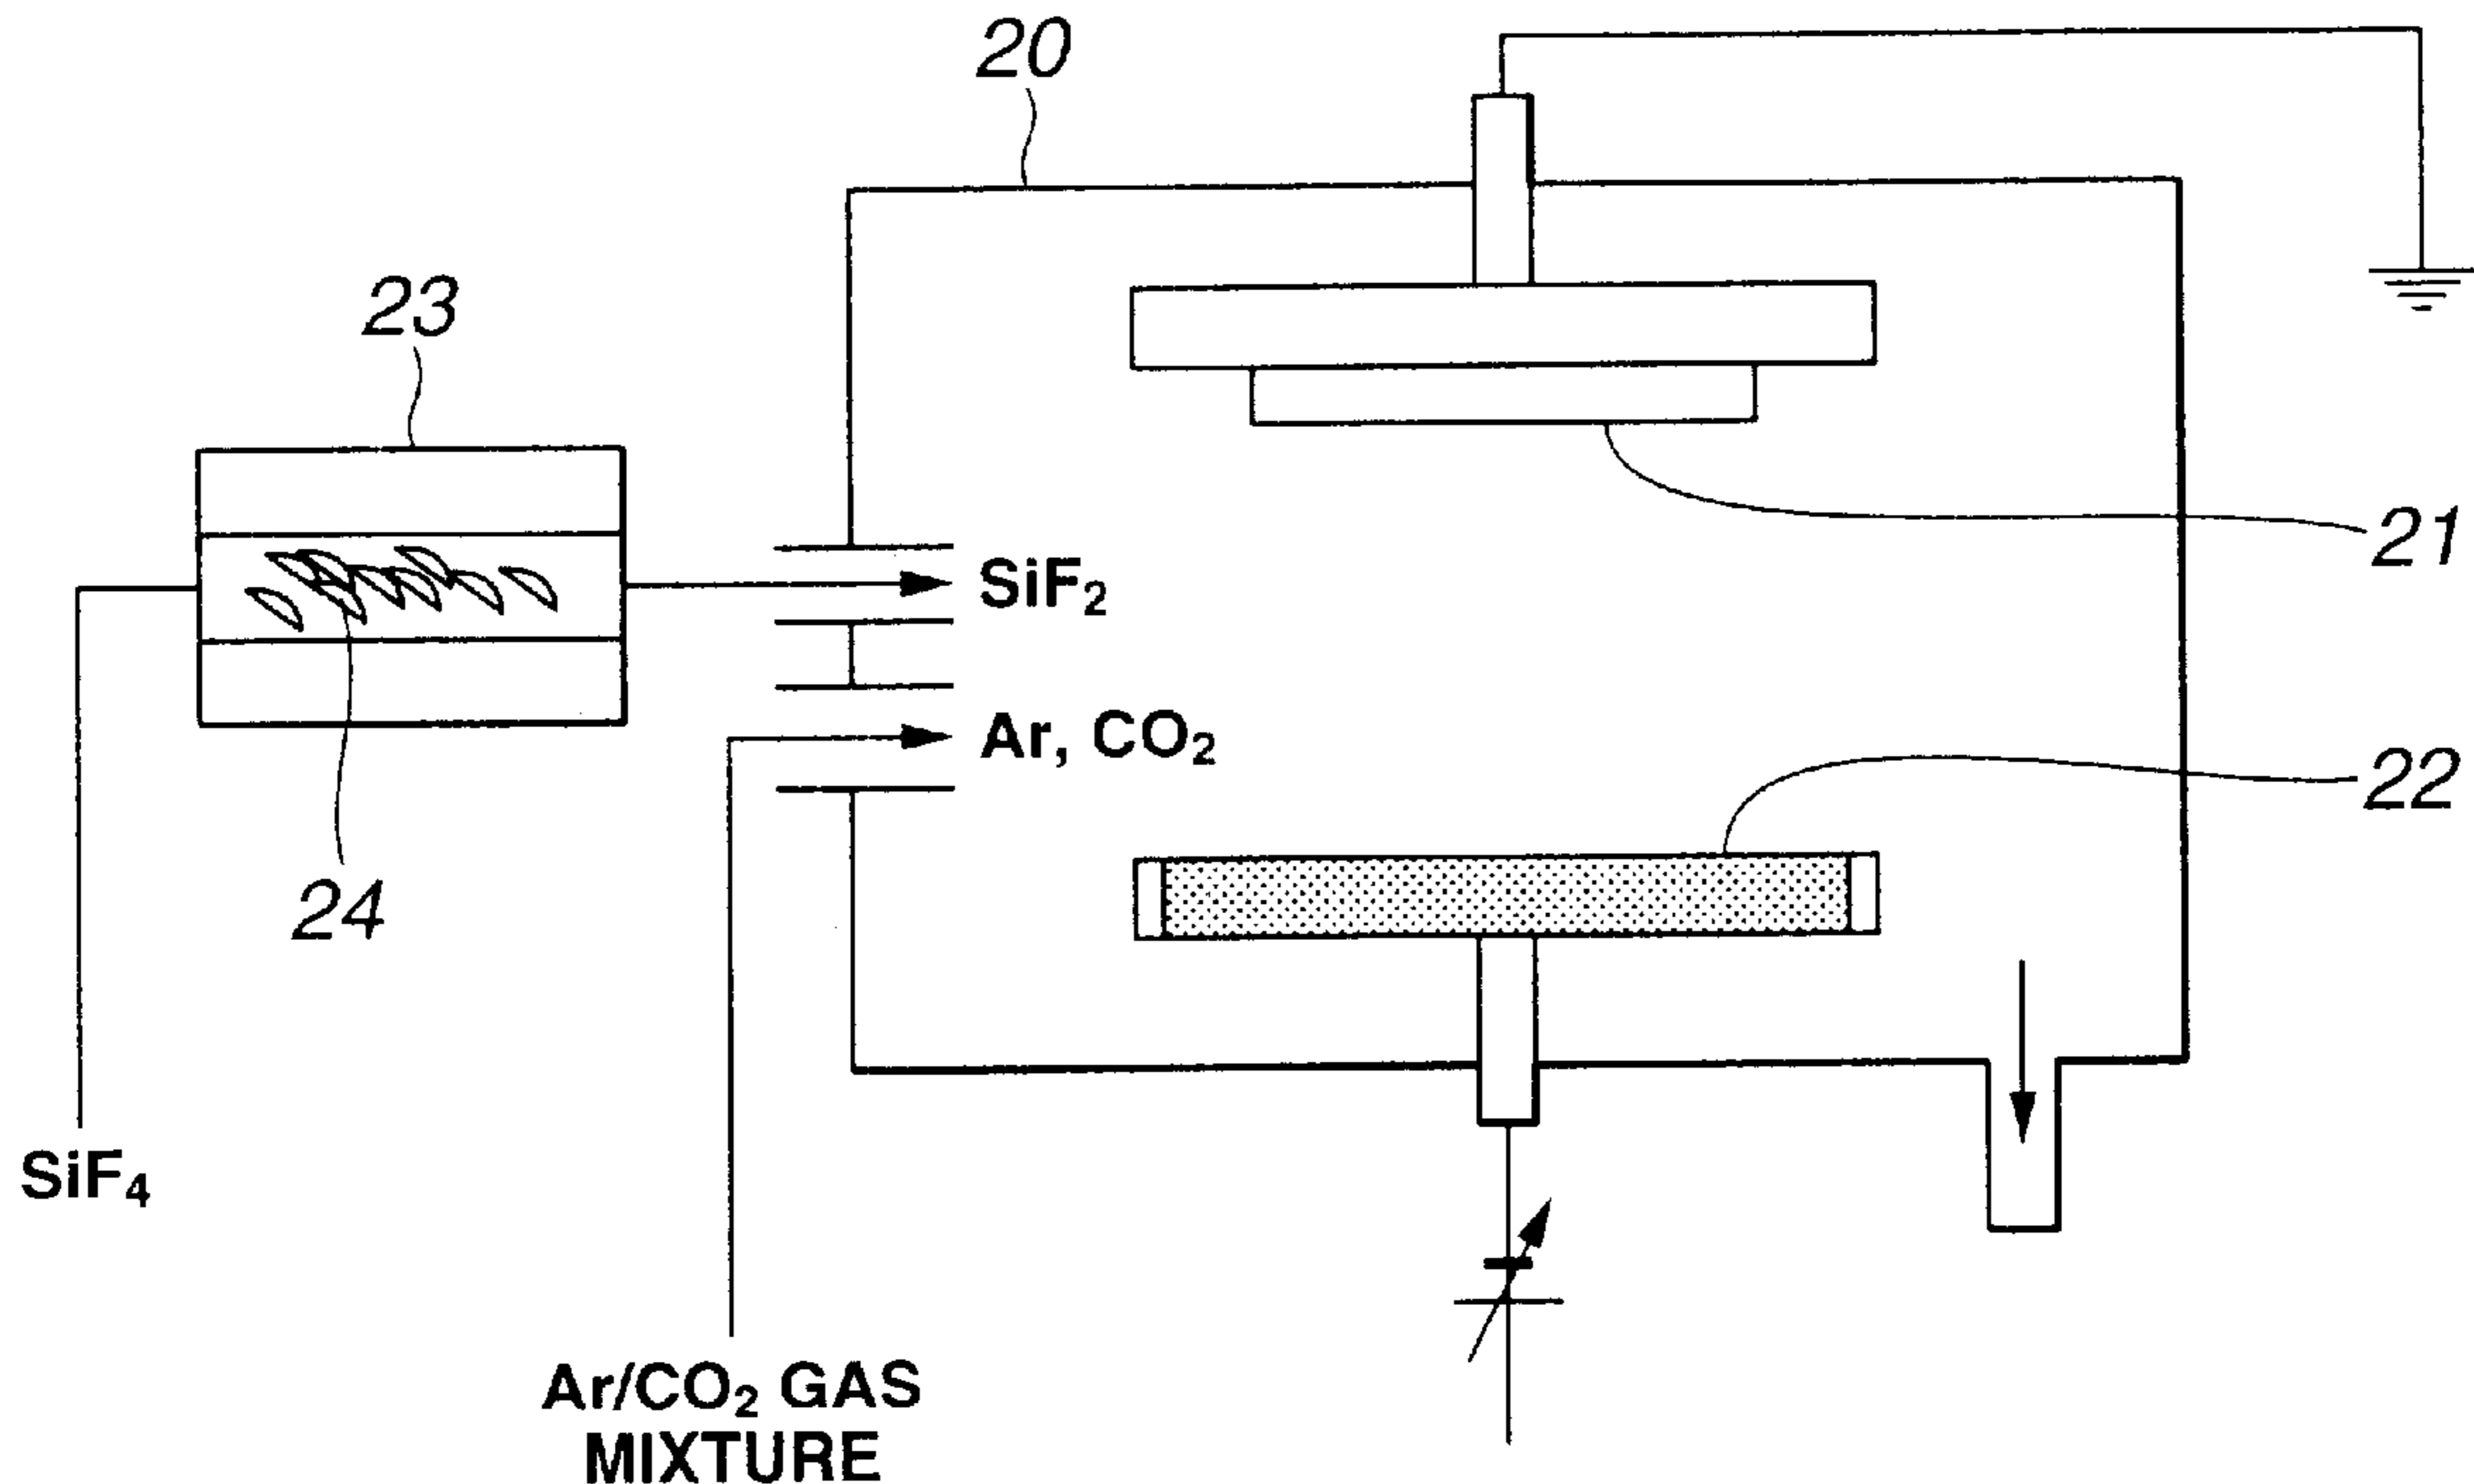 20
23
21
SiF₂
Ar, CO₂
22
24
SiF₄
Ar/CO₂ GAS
MIXTURE